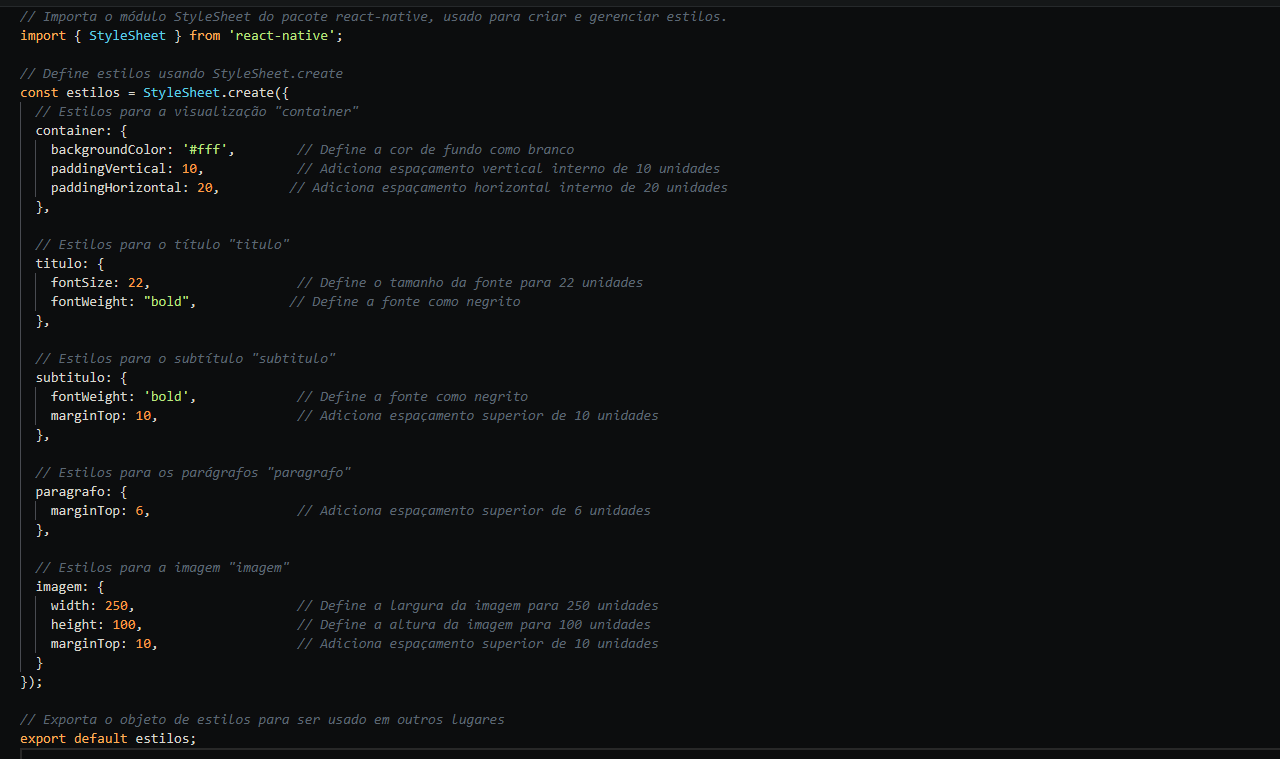 // Importa o módulo StyleSheet do pacote react-native, usado para criar e gerenciar estilos.
import { StyleSheet } from 'react-native';
// Define estilos usando StyleSheet.create
const estilos = StyleSheet.create({
  // Estilos para a visualização "container"
  container: {
    backgroundColor: '#fff',        // Define a cor de fundo como branco
    paddingVertical: 10,            // Adiciona espaçamento vertical interno de 10 unidades
    paddingHorizontal: 20,         // Adiciona espaçamento horizontal interno de 20 unidades
  },
  // Estilos para o título "titulo"
  titulo: {
    fontSize: 22,                   // Define o tamanho da fonte para 22 unidades
    fontWeight: "bold",            // Define a fonte como negrito
  },
  // Estilos para o subtítulo "subtitulo"
  subtitulo: {
    fontWeight: 'bold',             // Define a fonte como negrito
    marginTop: 10,                  // Adiciona espaçamento superior de 10 unidades
  },
  // Estilos para os parágrafos "paragrafo"
  paragrafo: {
    marginTop: 6,                   // Adiciona espaçamento superior de 6 unidades
  },
  // Estilos para a imagem "imagem"
  imagem: {
    width: 250,                     // Define a largura da imagem para 250 unidades
    height: 100,                    // Define a altura da imagem para 100 unidades
    marginTop: 10,                  // Adiciona espaçamento superior de 10 unidades
  }
});
// Exporta o objeto de estilos para ser usado em outros lugares
export default estilos;